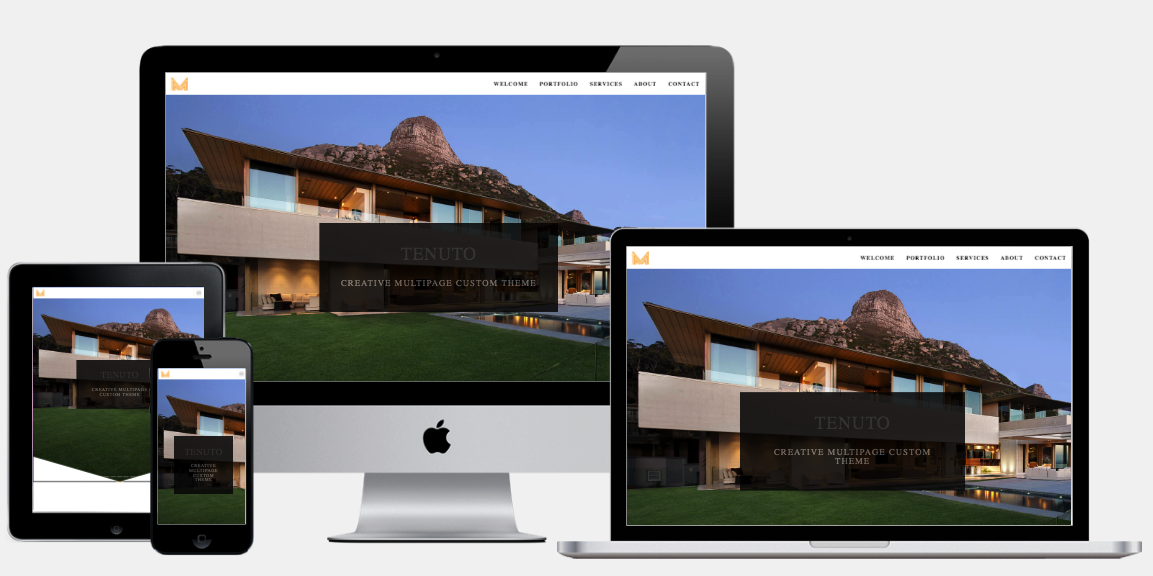 WELCOME PORTFOLIO SERVICES ABOUT CONTACT
TENUTO
CREATIVE MULTIPAGE CUSTOM THEME
WELCOME PORTFOLIO SERVICES ABOUT CONTACT
TENUTO
CREATIVE MULTIPAGE CUSTOM
THEME
TENUTO
CREATIVE MULTIPAGE
CUSTOM THEME
TENUTO
CREATIVE
MULTIPAGE
CUSTOM
THEME